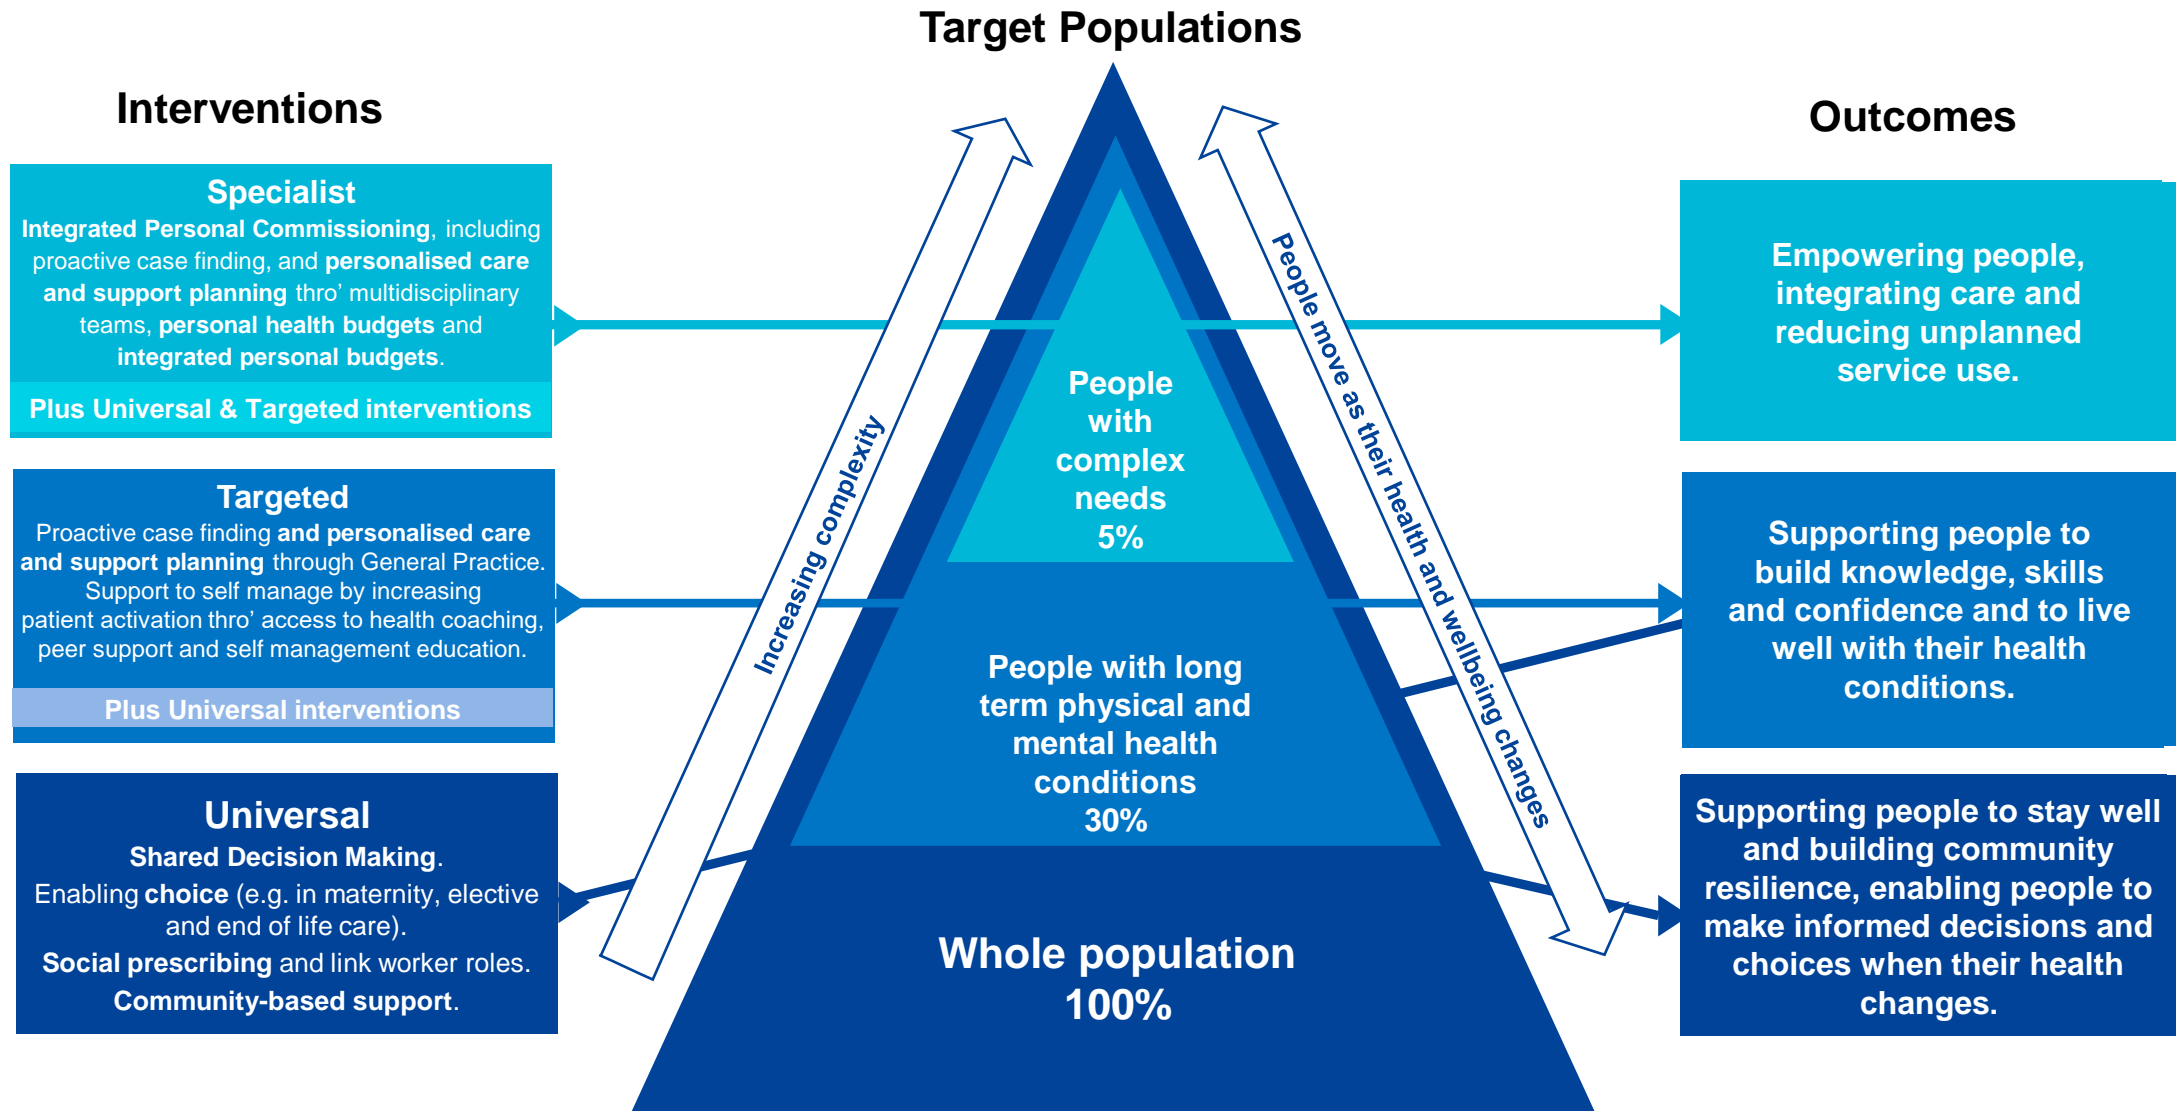 Target Populations
Interventions
Specialist
Integrated Personal Commissioning, including
proactive case finding, and personalised care
and support planning thro’ multidisciplinary
teams, personal health budgets and
integrated personal budgets.
Plus Universal & Targeted interventions
Targeted
Proactive case finding and personalised care
and support planning through General Practice.
Support to self manage by increasing
patient activation thro’ access to health coaching,
peer support and self management education.
Plus Universal interventions
Universal
Shared Decision Making.
Enabling choice (e.g. in maternity, elective
and end of life care).
Social prescribing and link worker roles.
Community-based support.
Increasing complexity
People
with
complex
needs
5%
People with long
term physical and
mental health
conditions
30%
Whole population
100%
People move as their health and wellbeing changes
Outcomes
Empowering people,
integrating care and
reducing unplanned
service use.
Supporting people to
build knowledge, skills
and confidence and to live
well with their health
conditions.
Supporting people to stay well
and building community
resilience, enabling people to
make informed decisions and
choices when their health
changes.